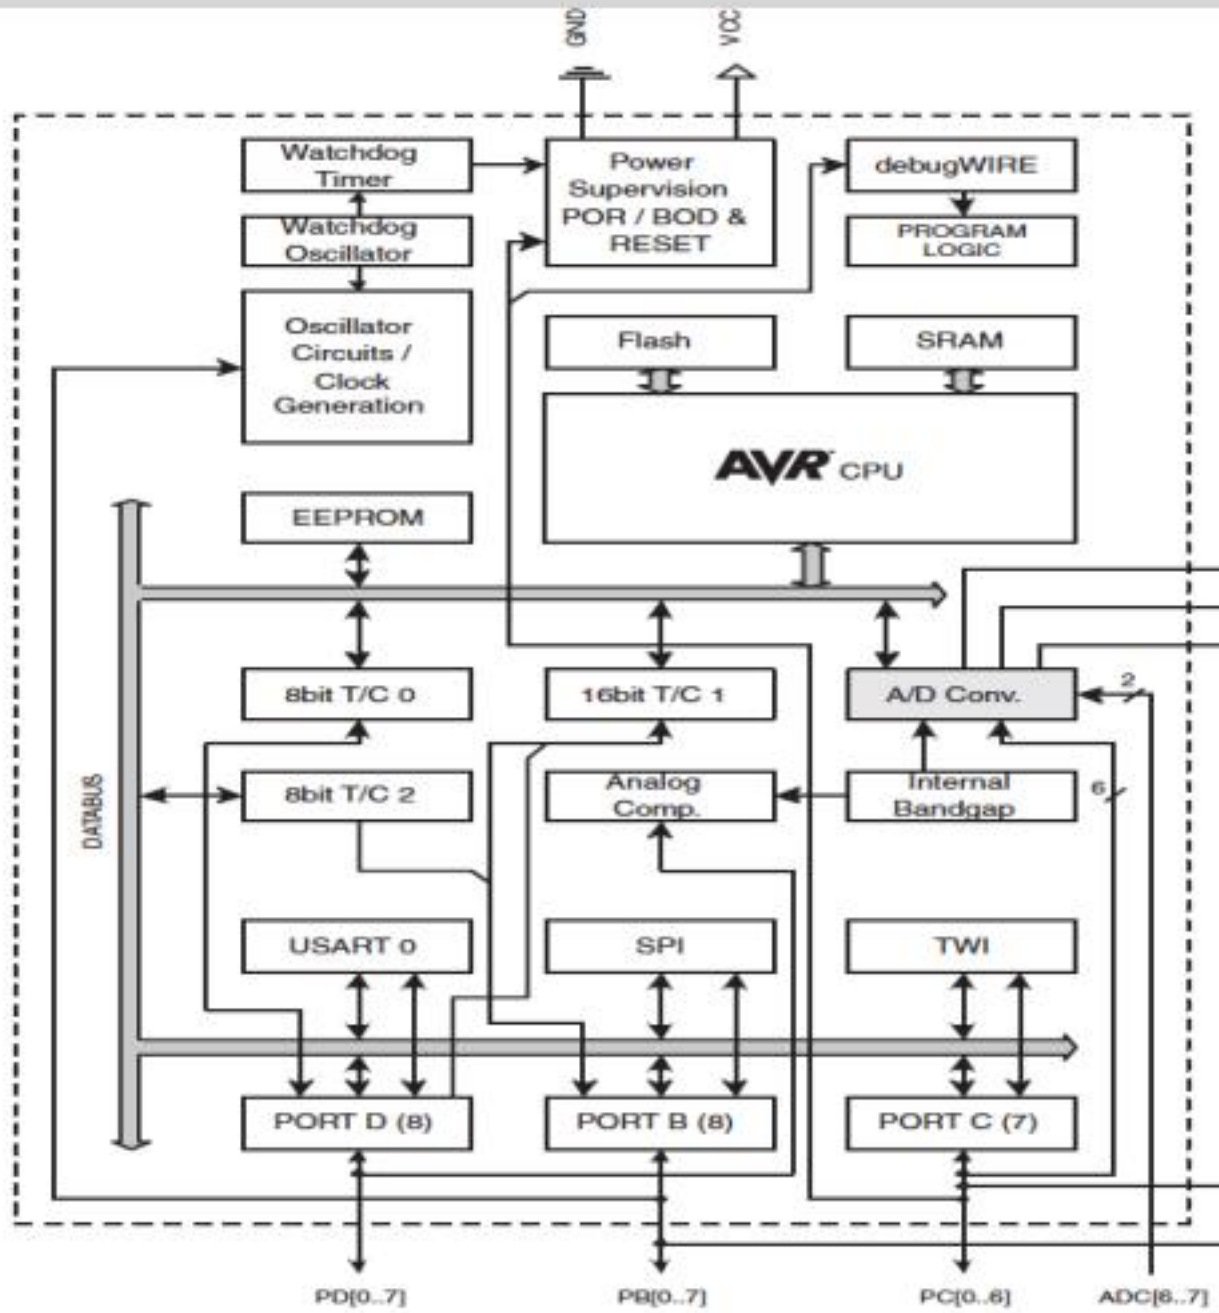 GND
VCC
Watchdog
Timer
Power
Supervision
POR / BOD &
RESET
debugWIRE
Watchdog
Oscillator
PROGRAM
LOGIC
Oscillator
Circuits /
Clock
Generation
Flash
SRAM
AVR CPU
EEPROM
8bit T/C 0
16bit T/C 1
A/D Conv.
2
DATABUS
8bit T/C 2
Analog
Comp.
Internal
Bandgap
6
USART 0
SPI
TWI
PORT D (8)
PORT B (8)
PORT C (7)
PD[0..7]
PB[0..7]
PC[0..6]
ADC[6..7]